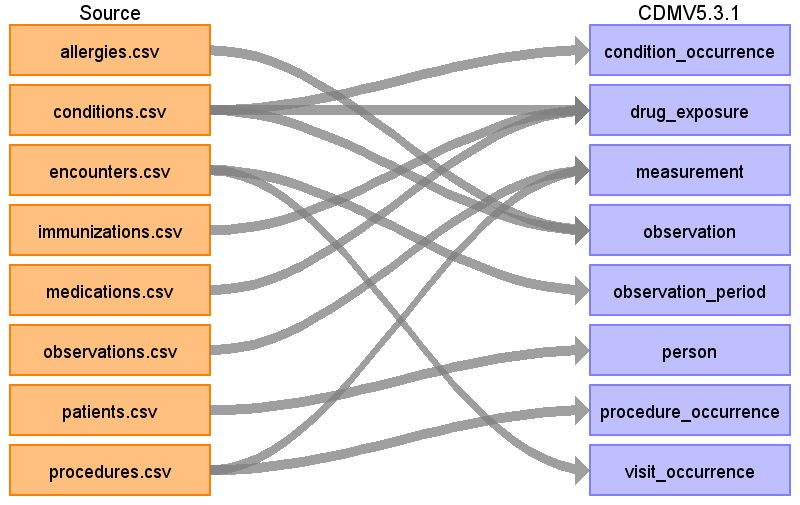 Source
CDMV5.3.1
allergies.csv
condition_occurrence
conditions.csv
drug_exposure
encounters.csv
measurement
immunizations.csv
observation
medications.csv
observation_period
observations.csv
person
patients.csv
procedure_occurrence
procedures.csv
visit_occurrence